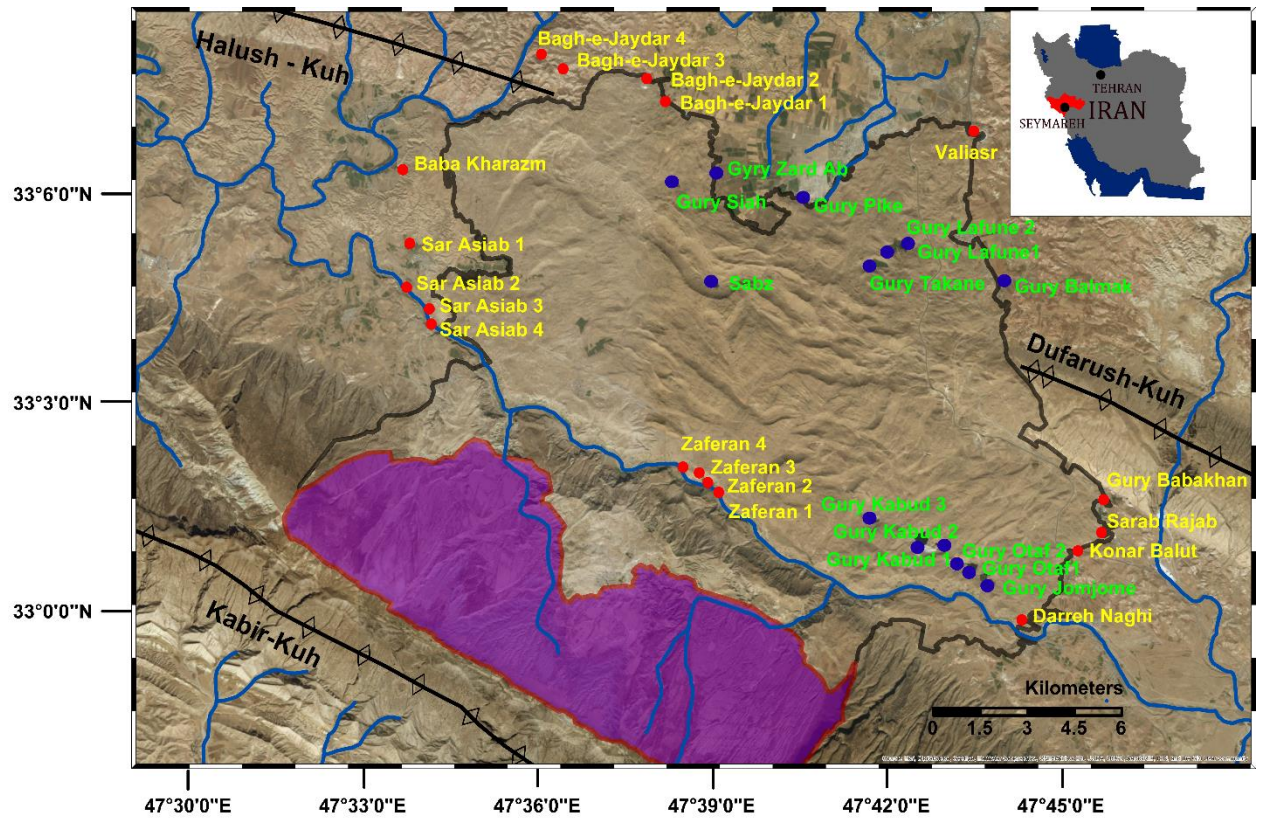 Halush - Kuh
Bagh-e-Jaydar 4
Bagh-e-Jaydar 3
Bagh-e-Jaydar 2
Bagh-e-Jaydar 1
TEHRAN
IRAN
SEYMAREH
Valiasr
Baba Kharazm
Gyry Zard Ab
Gury Siah
Gury Pike
33°6'0"N
Gury Lafune 2
Gury Lafune1
Gury Takane
Gury Balmak
Sar Asiab 1
Sar Asiab 2
Sar Asiab 3
Sar Asiab 4
Sabz
Dufarush-Kuh
33°3'0"N
Zaferan 4
Zaferan 3
Zaferan 2
Zaferan 1
Gury Babakhan
Sarab Rajab
Konar Balut
Gury Kabud 3
Gury Kabud 2
Gury Kabud 1
Gury Otaf 2
Gury Otaf1
Gury Jomjome
33°0'0"N
Darreh Naghi
Kabir-Kuh
Kilometers
0 1.5 3 4.5 6
47°30'0"E 47°33'0"E 47°36'0"E 47°39'0"E 47°42'0"E 47°45'0"E